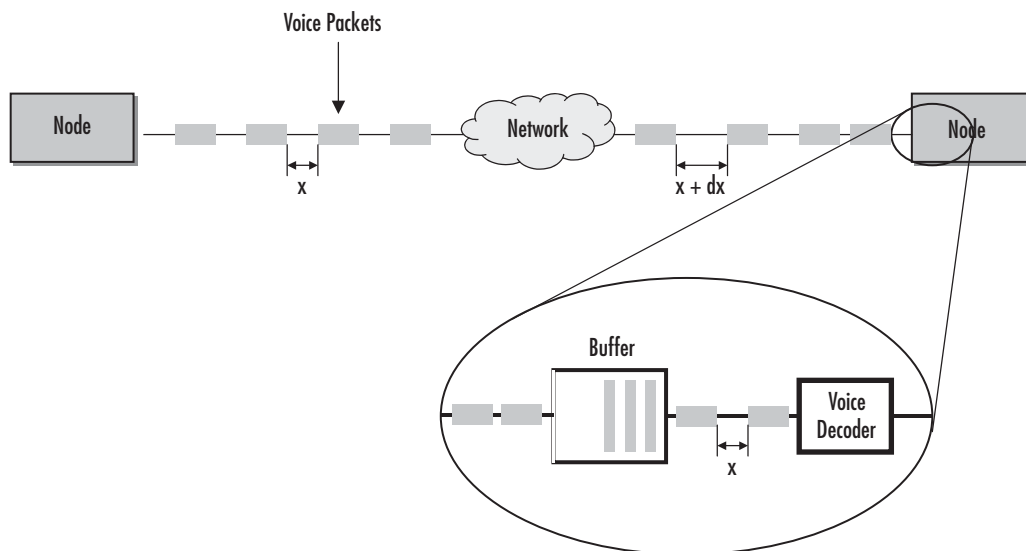 Voice Packets
Node
Network
Node
x
x + dx
Buffer
Voice
Decoder
x